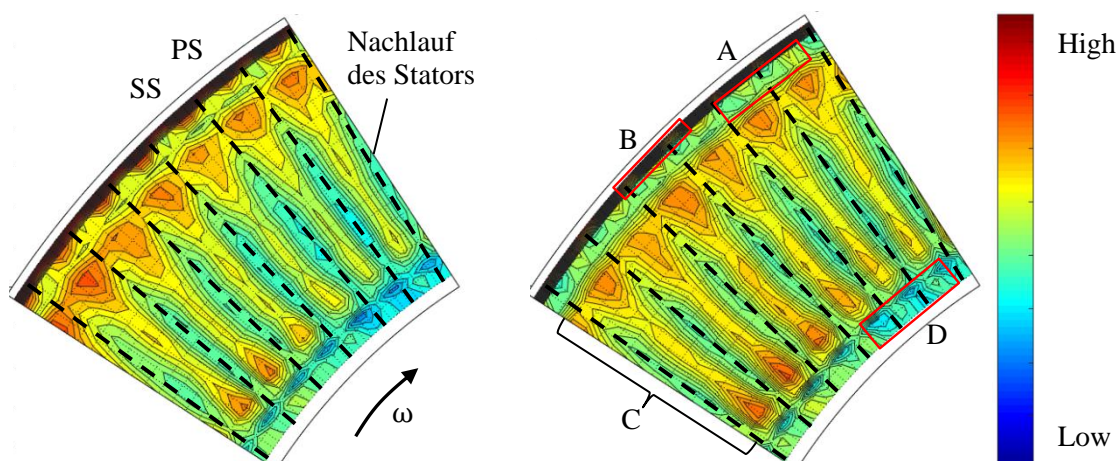 PS
SS
Nachlauf
des Stators
ω
A
B
C
D
High
Low